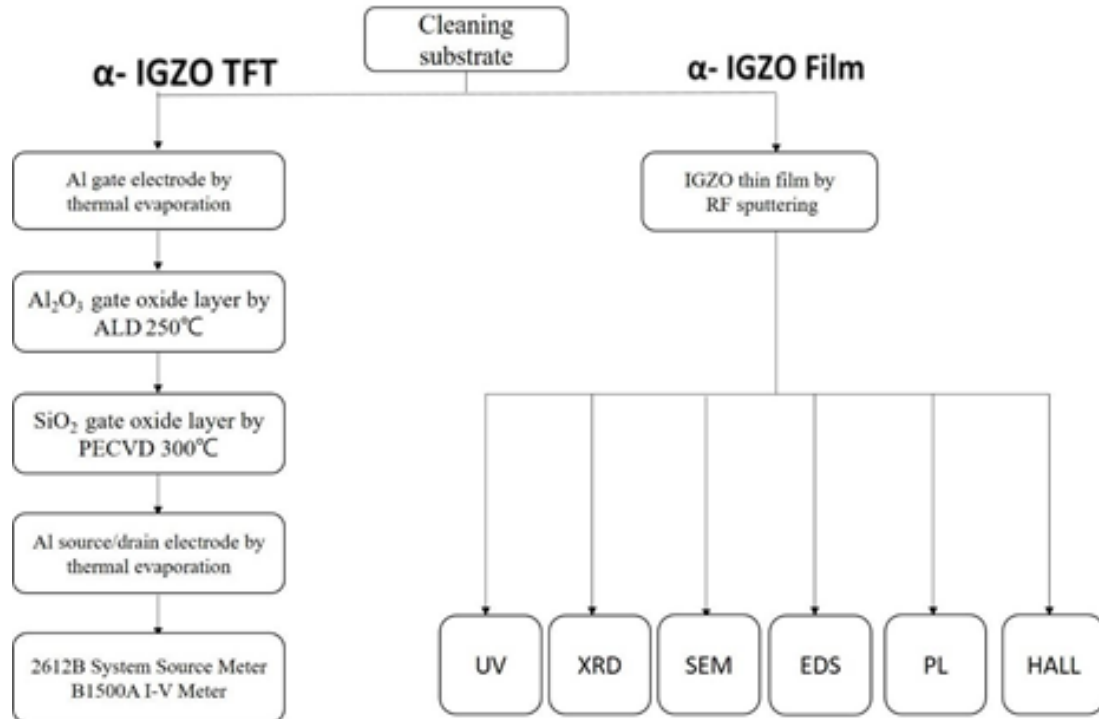 Cleaning
substrate
α- IGZO TFT
α- IGZO Film
Al gate electrode by
thermal evaporation
Al₂O₃ gate oxide layer by
ALD 250℃
SiO₂ gate oxide layer by
PECVD 300℃
Al source/drain electrode by
thermal evaporation
2612B System Source Meter
B1500A I-V Meter
IGZO thin film by
RF sputtering
UV
XRD
SEM
EDS
PL
HALL